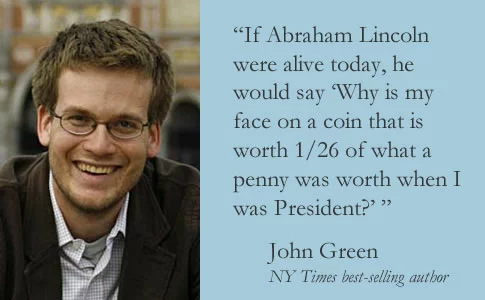 “If Abraham Lincoln
were alive today, he
would say ‘Why is my
face on a coin that is
worth 1/26 of what a
penny was worth when I
was President?’ ”
John Green
NY Times best-selling author